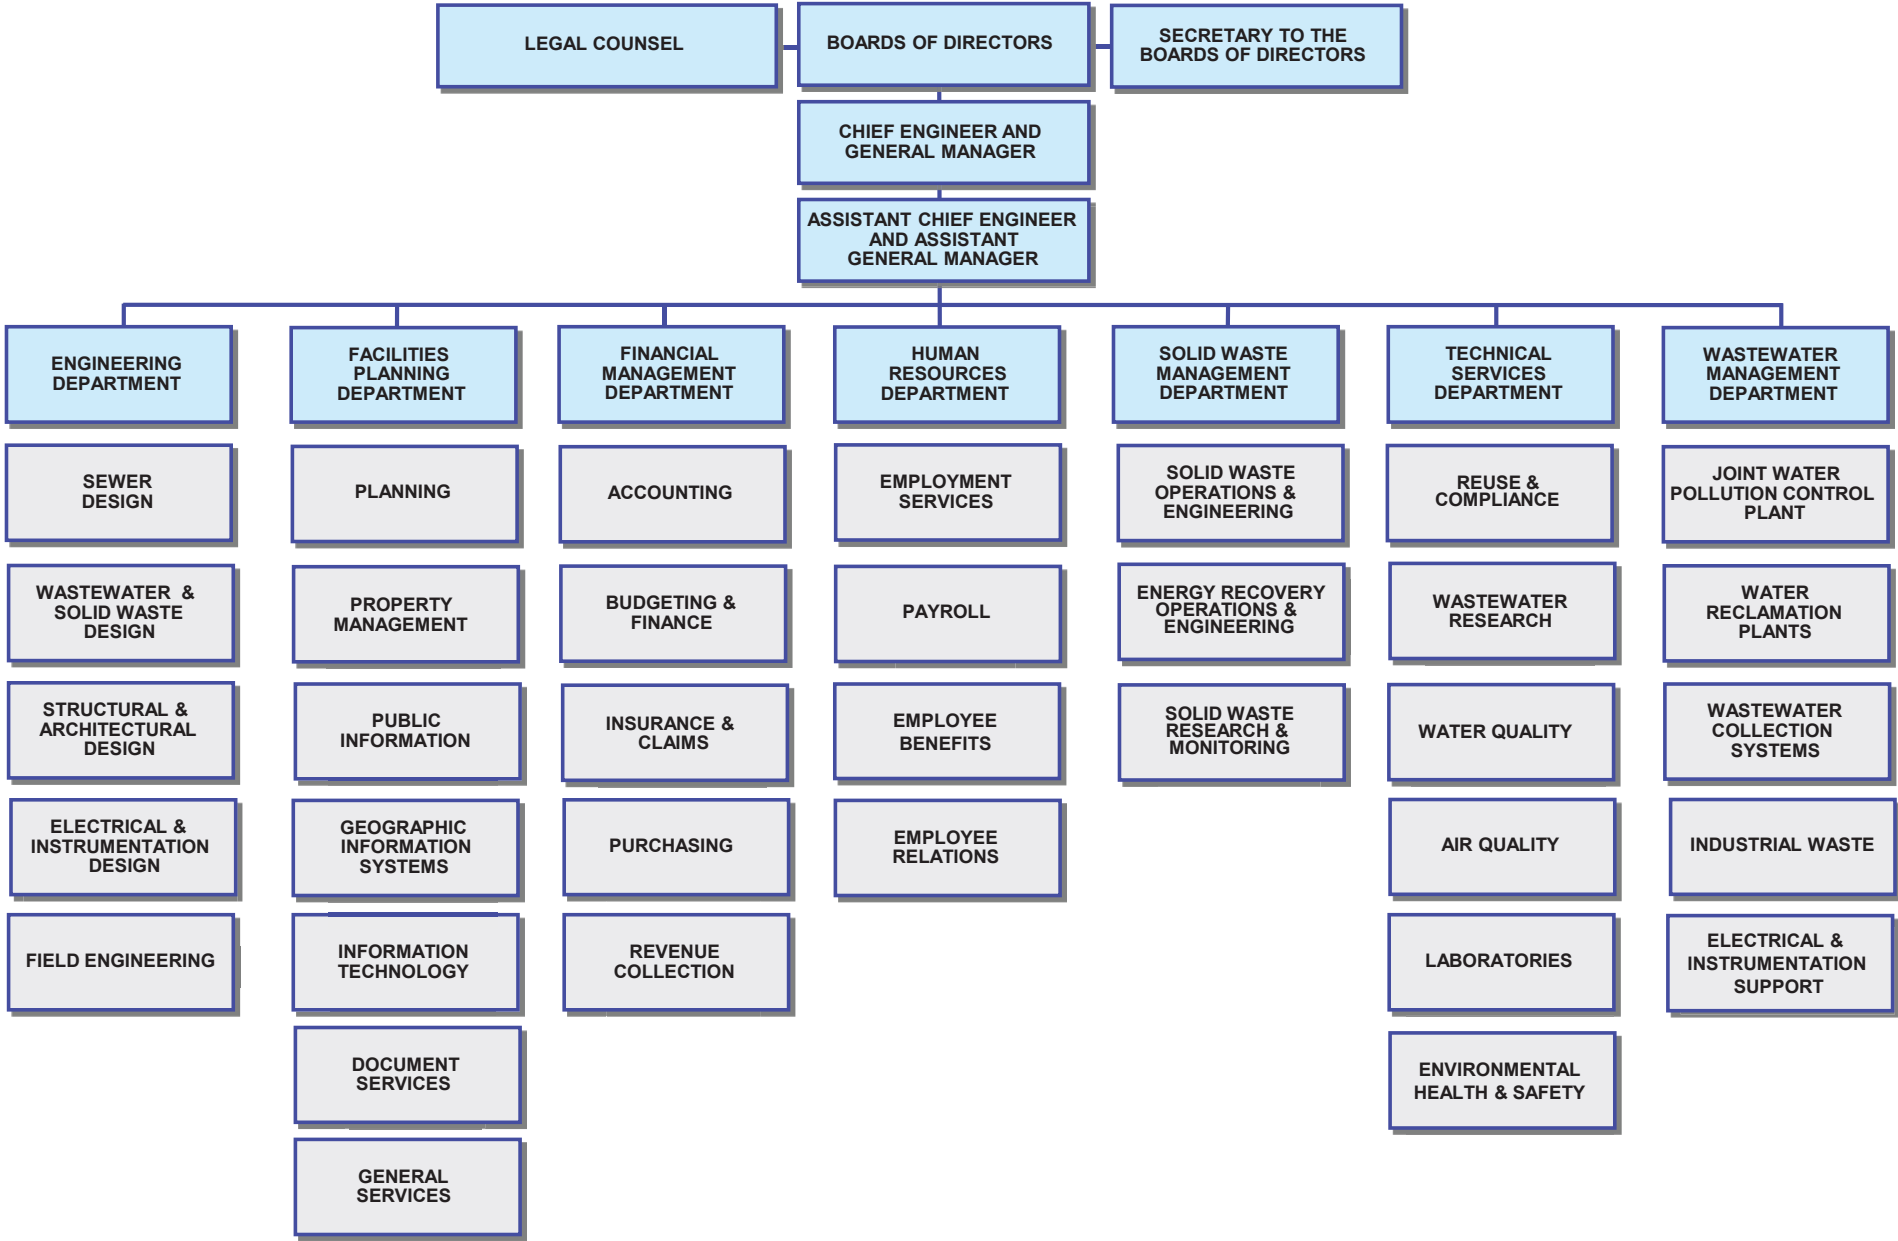 LEGAL COUNSEL
BOARDS OF DIRECTORS
SECRETARY TO THE
BOARDS OF DIRECTORS
CHIEF ENGINEER AND
GENERAL MANAGER
ASSISTANT CHIEF ENGINEER
AND ASSISTANT
GENERAL MANAGER
ENGINEERING
DEPARTMENT
SEWER
DESIGN
WASTEWATER &
SOLID WASTE
DESIGN
STRUCTURAL &
ARCHITECTURAL
DESIGN
ELECTRICAL &
INSTRUMENTATION
DESIGN
FIELD ENGINEERING
FACILITIES
PLANNING
DEPARTMENT
PLANNING
PROPERTY
MANAGEMENT
PUBLIC
INFORMATION
GEOGRAPHIC
INFORMATION
SYSTEMS
INFORMATION
TECHNOLOGY
DOCUMENT
SERVICES
GENERAL
SERVICES
FINANCIAL
MANAGEMENT
DEPARTMENT
ACCOUNTING
BUDGETING &
FINANCE
INSURANCE &
CLAIMS
PURCHASING
REVENUE
COLLECTION
HUMAN
RESOURCES
DEPARTMENT
EMPLOYMENT
SERVICES
PAYROLL
EMPLOYEE
BENEFITS
EMPLOYEE
RELATIONS
SOLID WASTE
MANAGEMENT
DEPARTMENT
SOLID WASTE
OPERATIONS &
ENGINEERING
ENERGY RECOVERY
OPERATIONS &
ENGINEERING
SOLID WASTE
RESEARCH &
MONITORING
TECHNICAL
SERVICES
DEPARTMENT
REUSE &
COMPLIANCE
WASTEWATER
RESEARCH
WATER QUALITY
AIR QUALITY
LABORATORIES
ENVIRONMENTAL
HEALTH & SAFETY
WASTEWATER
MANAGEMENT
DEPARTMENT
JOINT WATER
POLLUTION CONTROL
PLANT
WATER
RECLAMATION
PLANTS
WASTEWATER
COLLECTION
SYSTEMS
INDUSTRIAL WASTE
ELECTRICAL &
INSTRUMENTATION
SUPPORT